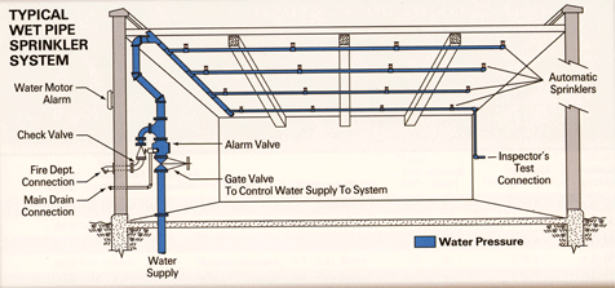 TYPICAL
WET PIPE
SPRINKLER
SYSTEM
Water Motor
Alarm
Check Valve
Fire Dept.
Connection
Main Drain
Connection
Water
Supply
Alarm Valve
Gate Valve
To Control Water Supply To System
Automatic
Sprinklers
Inspector's
Test
Connection
Water Pressure